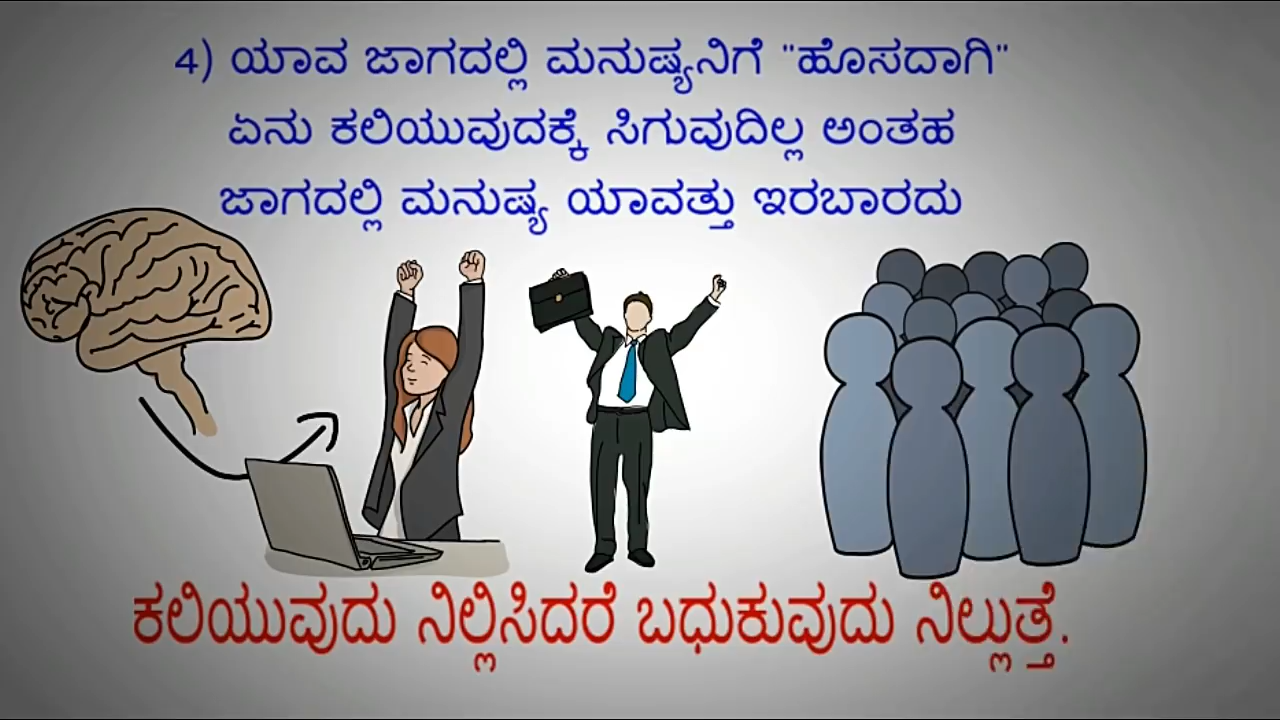 4) ಯಾವ ಜಾಗದಲ್ಲಿ ಮನುಷ್ಯನಿಗೆ "ಹೊಸದಾಗಿ"
ಏನು ಕಲಿಯುವುದಕ್ಕೆ ಸಿಗುವುದಿಲ್ಲ ಅಂತಹ
ಜಾಗದಲ್ಲಿ ಮನುಷ್ಯ ಯಾವತ್ತು ಇರಬಾರದು
ಕಲಿಯುವುದು ನಿಲ್ಲಿಸಿದರೆ ಬಧುಕುವುದು ನಿಲ್ಲುತ್ತೆ.